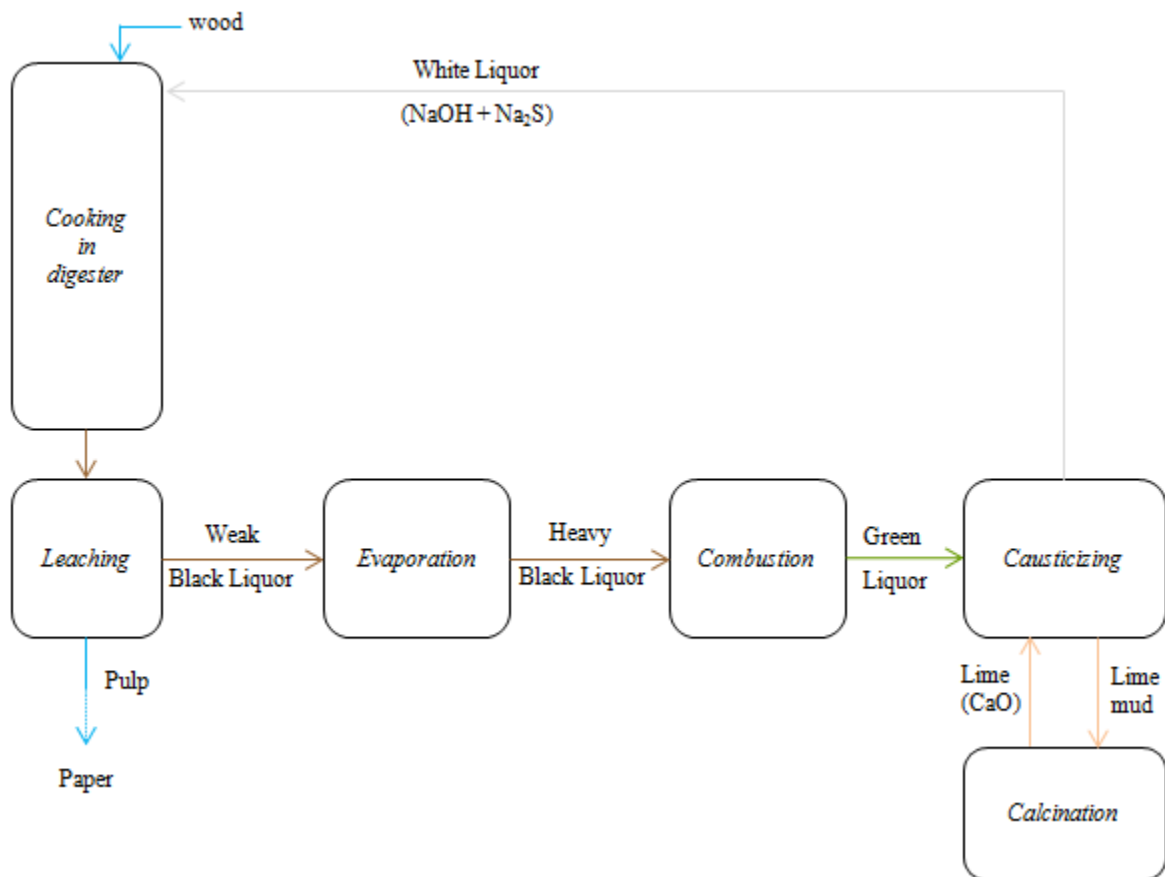 wood
White Liquor
(NaOH + Na₂S)
Cooking
in
digester
Leaching
Weak
Black Liquor
Evaporation
Heavy
Black Liquor
Combustion
Green
Liquor
Causticizing
Pulp
Paper
Lime
(CaO)
Lime
mud
Calcination